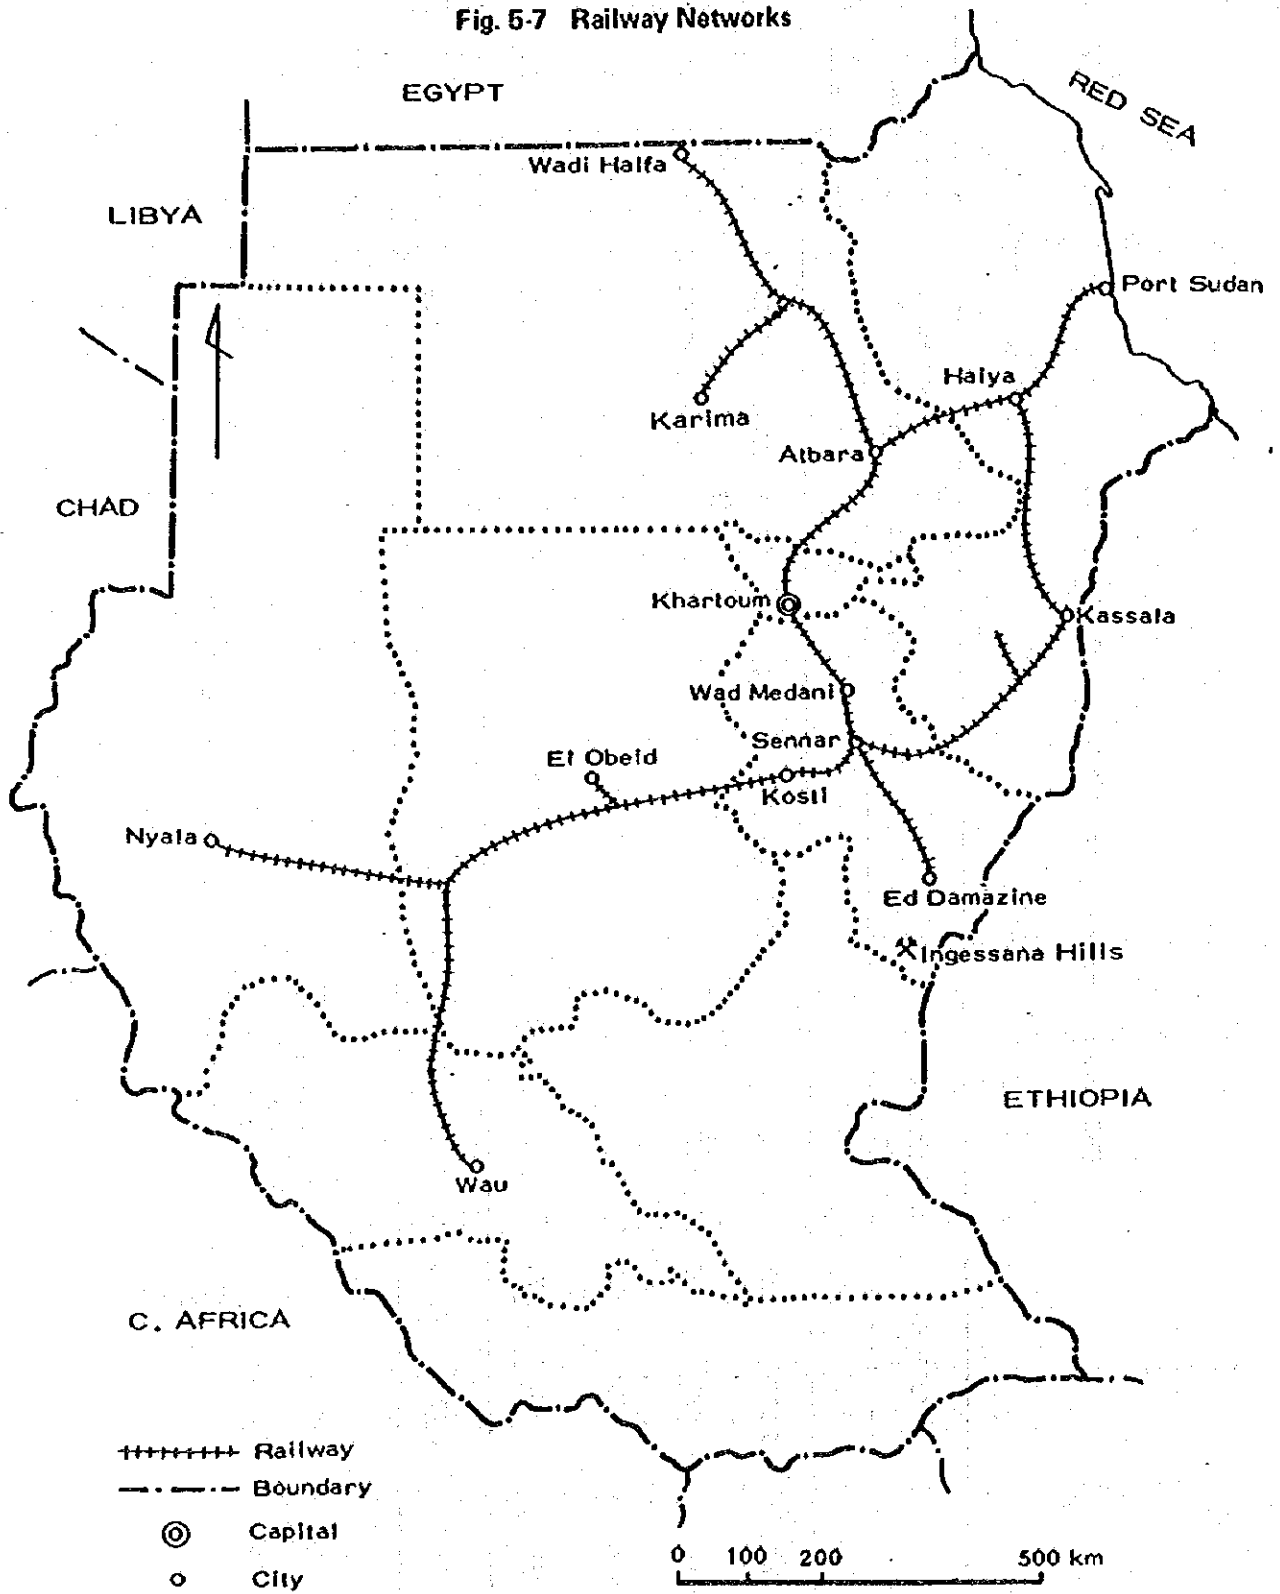 Fig. 5-7 Railway Networks
EGYPT
RED SEA
Wadi Halfa
LIBYA
Port Sudan
Haiya
Karima
Atbara
CHAD
Khartoum
Kassala
Wad Medani
Sennar
El Obeid
Kosti
Nyala
Ed Damazine
Ingessana Hills
ETHIOPIA
Wau
C. AFRICA
Railway
Boundary
Capital
City
0 100 200 500 km